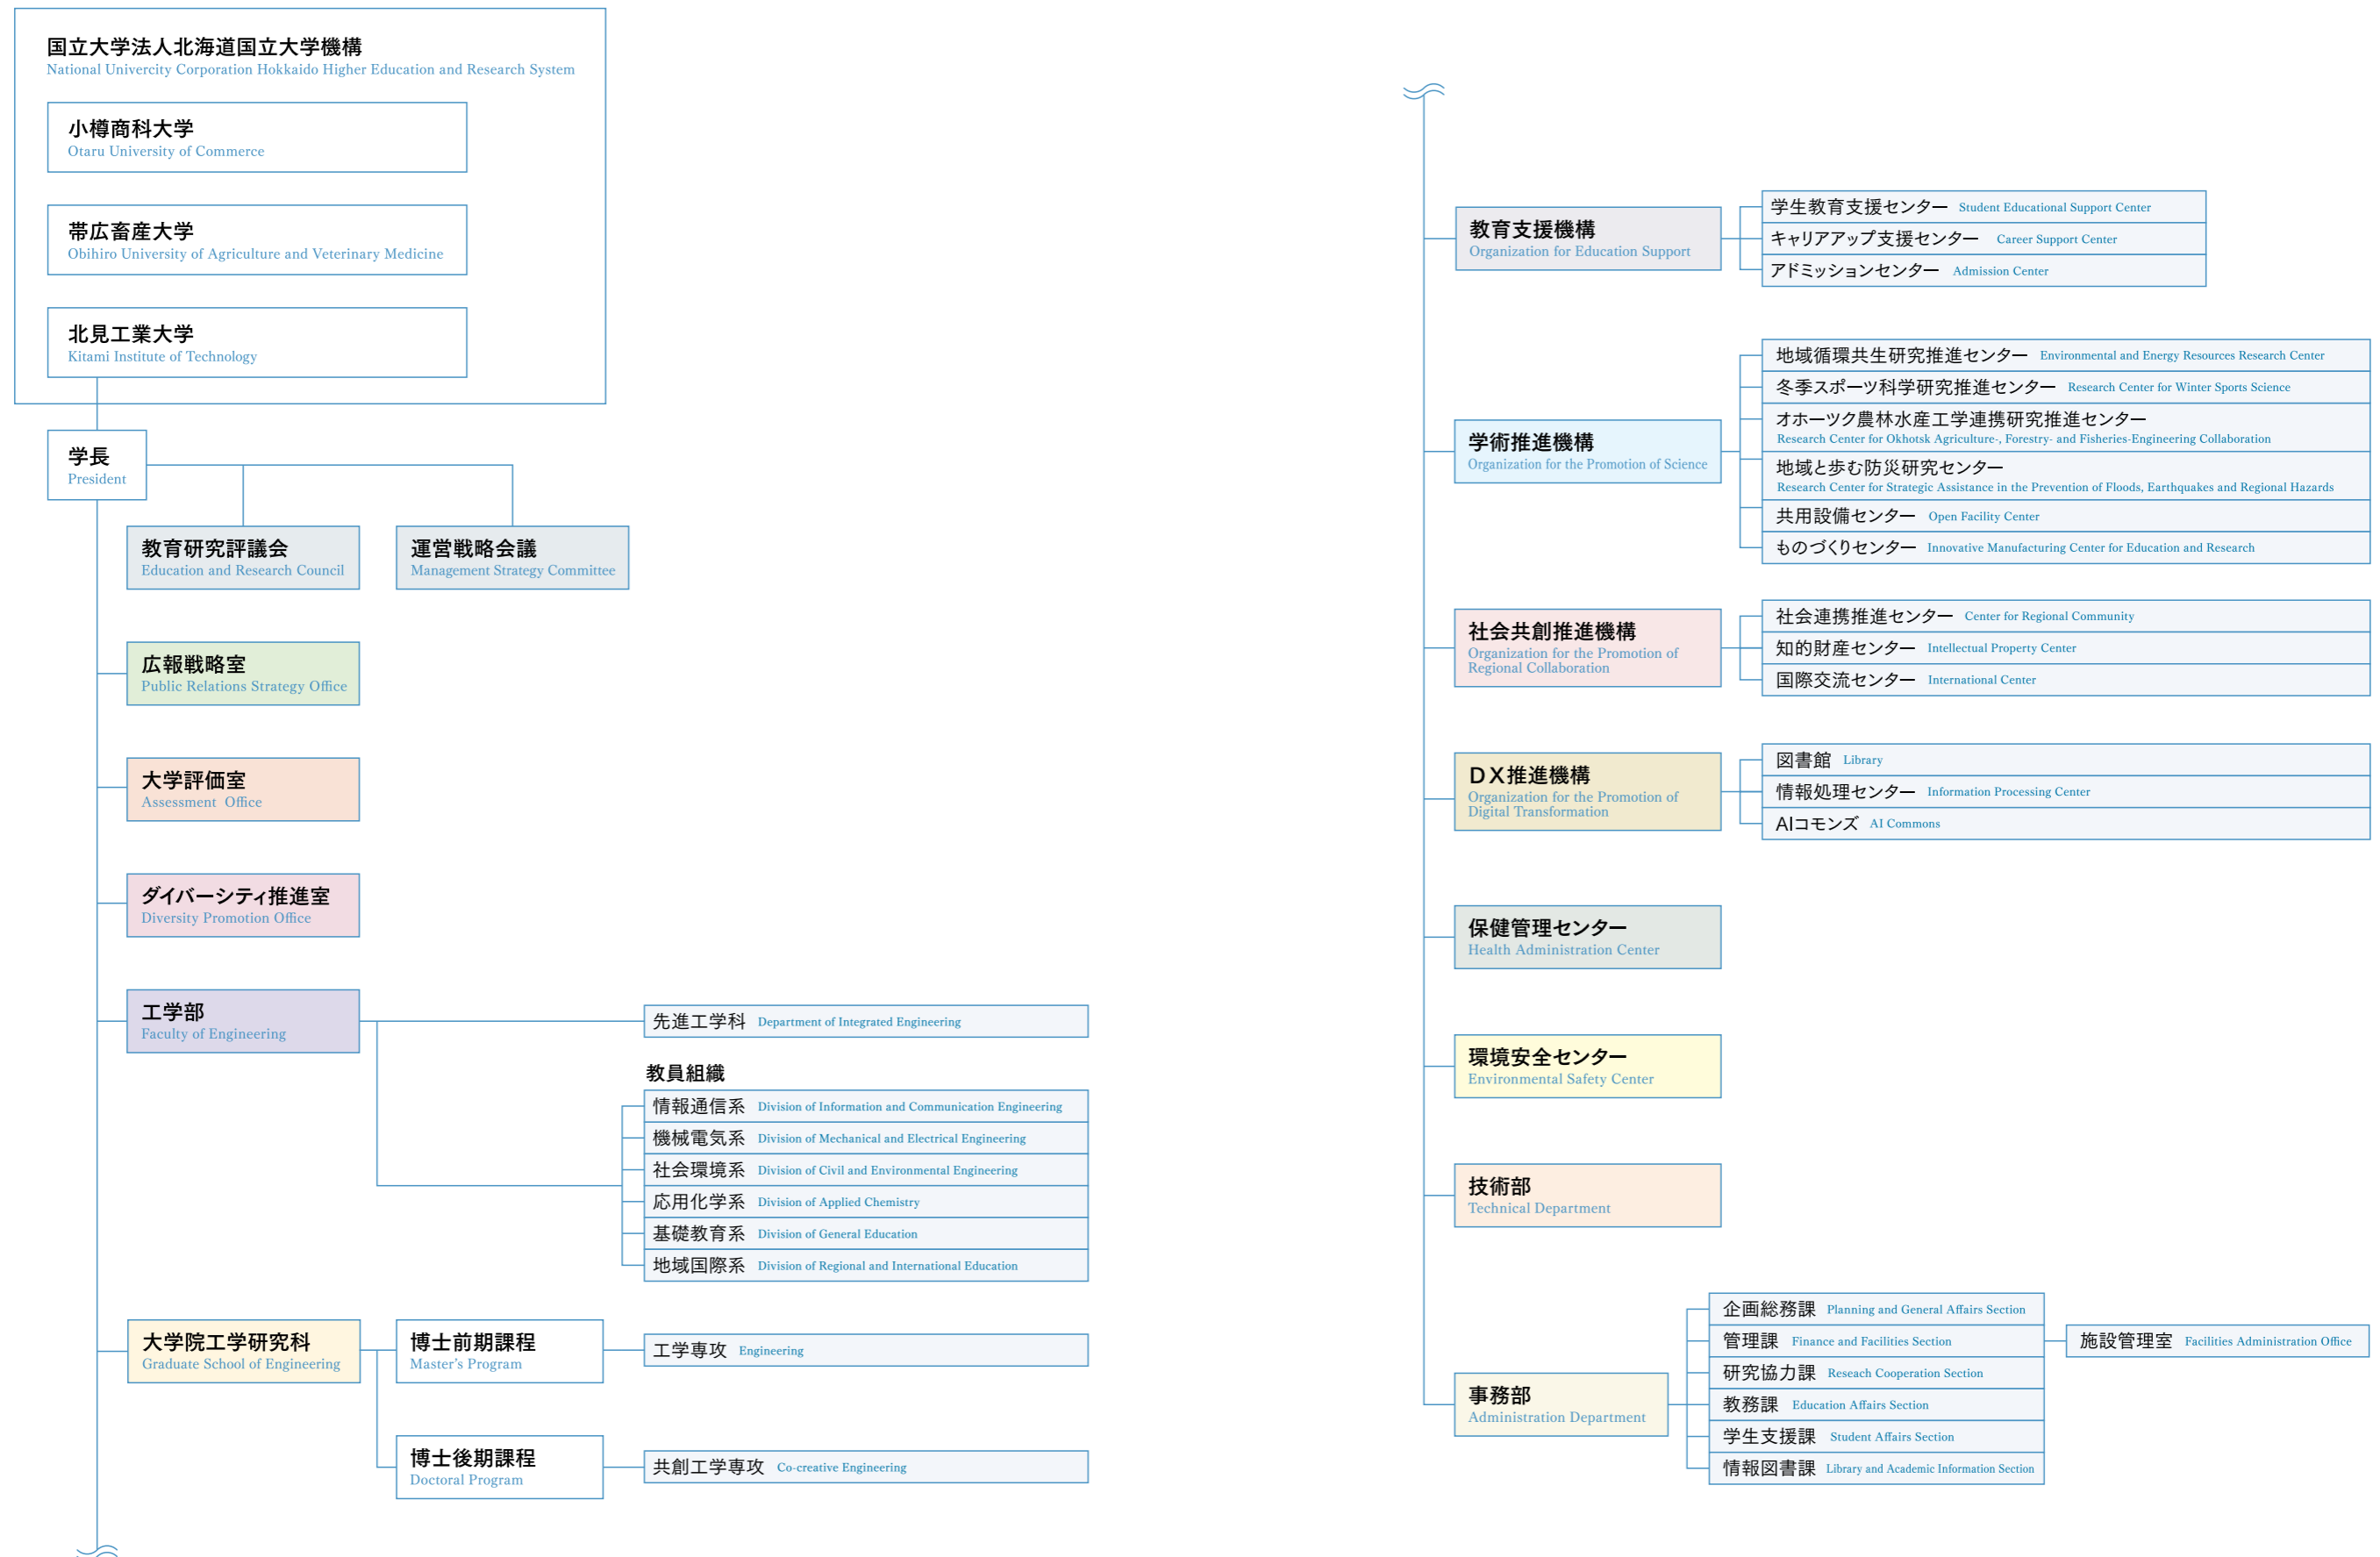 国立大学法人北海道国立大学機構
National Univercity Corporation Hokkaido Higher Education and Research System
小樽商科大学
Otaru University of Commerce
帯広畜産大学
Obihiro University of Agriculture and Veterinary Medicine
北見工業大学
Kitami Institute of Technology
学長
President
教育研究評議会
Education and Research Council
運営戦略会議
Management Strategy Committee
広報戦略室
Public Relations Strategy Office
大学評価室
Assessment Office
ダイバーシティ推進室
Diversity Promotion Office
工学部
Faculty of Engineering
先進工学科 Department of Integrated Engineering
教員組織
情報通信系 Division of Information and Communication Engineering
機械電気系 Division of Mechanical and Electrical Engineering
社会環境系 Division of Civil and Environmental Engineering
応用化学系 Division of Applied Chemistry
基礎教育系 Division of General Education
地域国際系 Division of Regional and International Education
大学院工学研究科
Graduate School of Engineering
博士前期課程
Master's Program
工学専攻 Engineering
博士後期課程
Doctoral Program
共創工学専攻 Co-creative Engineering
教育支援機構
Organization for Education Support
学生教育支援センター Student Educational Support Center
キャリアアップ支援センター Career Support Center
アドミッションセンター Admission Center
学術推進機構
Organization for the Promotion of Science
地域循環共生研究推進センター Environmental and Energy Resources Research Center
冬季スポーツ科学研究推進センター Research Center for Winter Sports Science
オホーツク農林水産工学連携研究推進センター
Research Center for Okhotsk Agriculture-, Forestry- and Fisheries-Engineering Collaboration
地域と歩む防災研究センター
Research Center for Strategic Assistance in the Prevention of Floods, Earthquakes and Regional Hazards
共用設備センター Open Facility Center
ものづくりセンター Innovative Manufacturing Center for Education and Research
社会共創推進機構
Organization for the Promotion of
Regional Collaboration
社会連携推進センター Center for Regional Community
知的財産センター Intellectual Property Center
国際交流センター International Center
DX推進機構
Organization for the Promotion of
Digital Transformation
図書館 Library
情報処理センター Information Processing Center
AIコモンズ AI Commons
保健管理センター
Health Administration Center
環境安全センター
Environmental Safety Center
技術部
Technical Department
事務部
Administration Department
企画総務課 Planning and General Affairs Section
管理課 Finance and Facilities Section
施設管理室 Facilities Administration Office
研究協力課 Reseach Cooperation Section
教務課 Education Affairs Section
学生支援課 Student Affairs Section
情報図書課 Library and Academic Information Section